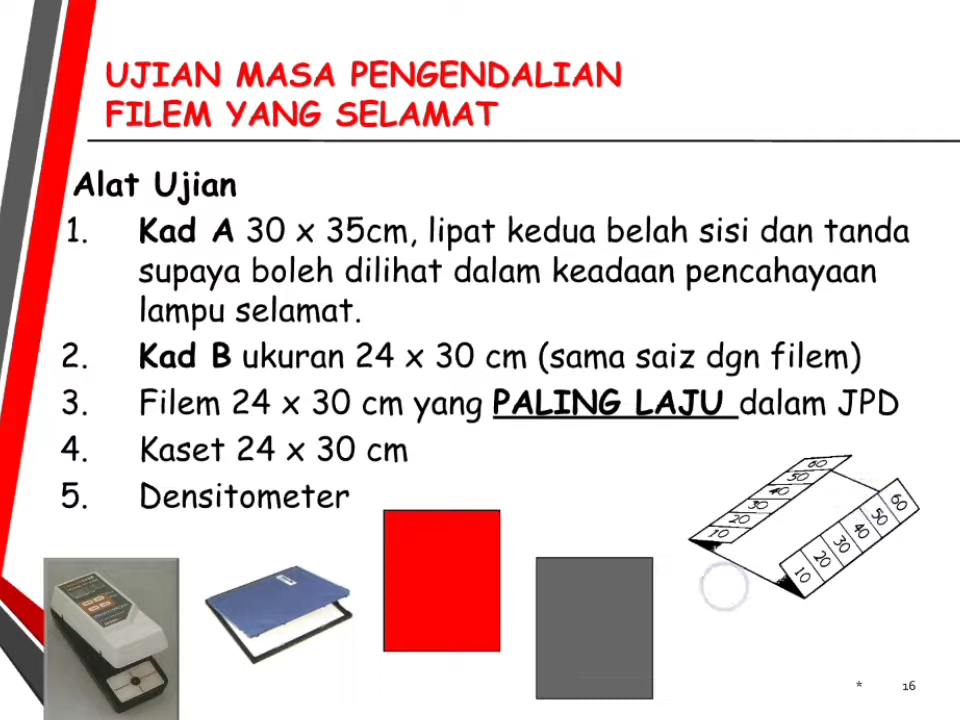 UJIAN MASA PENGENDALIAN
FILEM YANG SELAMAT
Alat Ujian
1. Kad A 30 x 35cm, lipat kedua belah sisi dan tanda
supaya boleh dilihat dalam keadaan pencahayaan
lampu selamat.
2. Kad B ukuran 24 x 30 cm (sama saiz dgn filem)
3. Filem 24 x 30 cm yang PALING LAJU dalam JPD
4. Kaset 24 x 30 cm
5. Densitometer
60
50
40
30
20
10
60
50
40
30
20
10
* 16